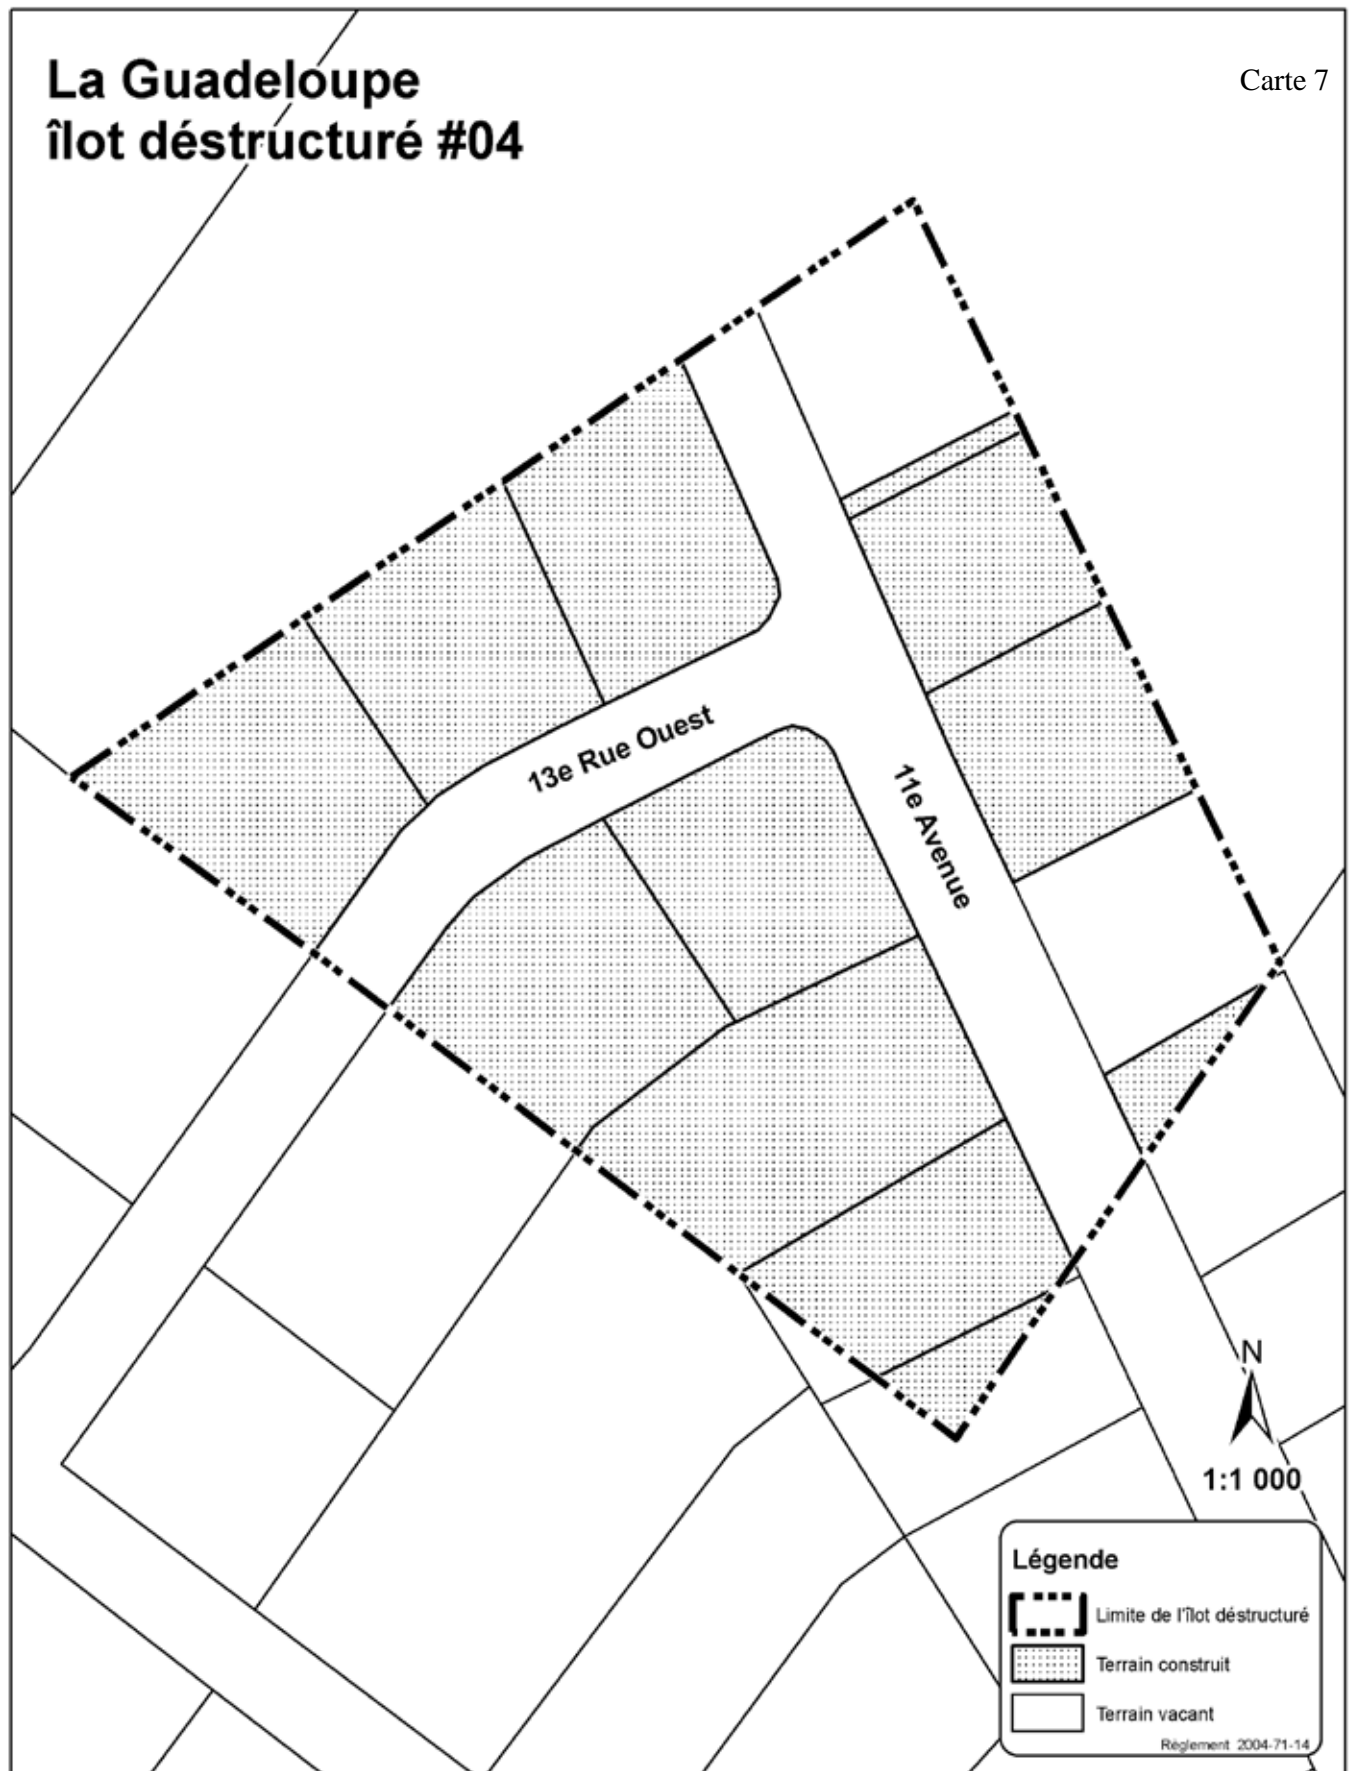 La Guadeloupe
îlot déstructuré #04
Carte 7
13e Rue Ouest
11e Avenue
N
1:1 000
Légende
Limite de l'îlot déstructuré
Terrain construit
Terrain vacant
Règlement 2004-71-14